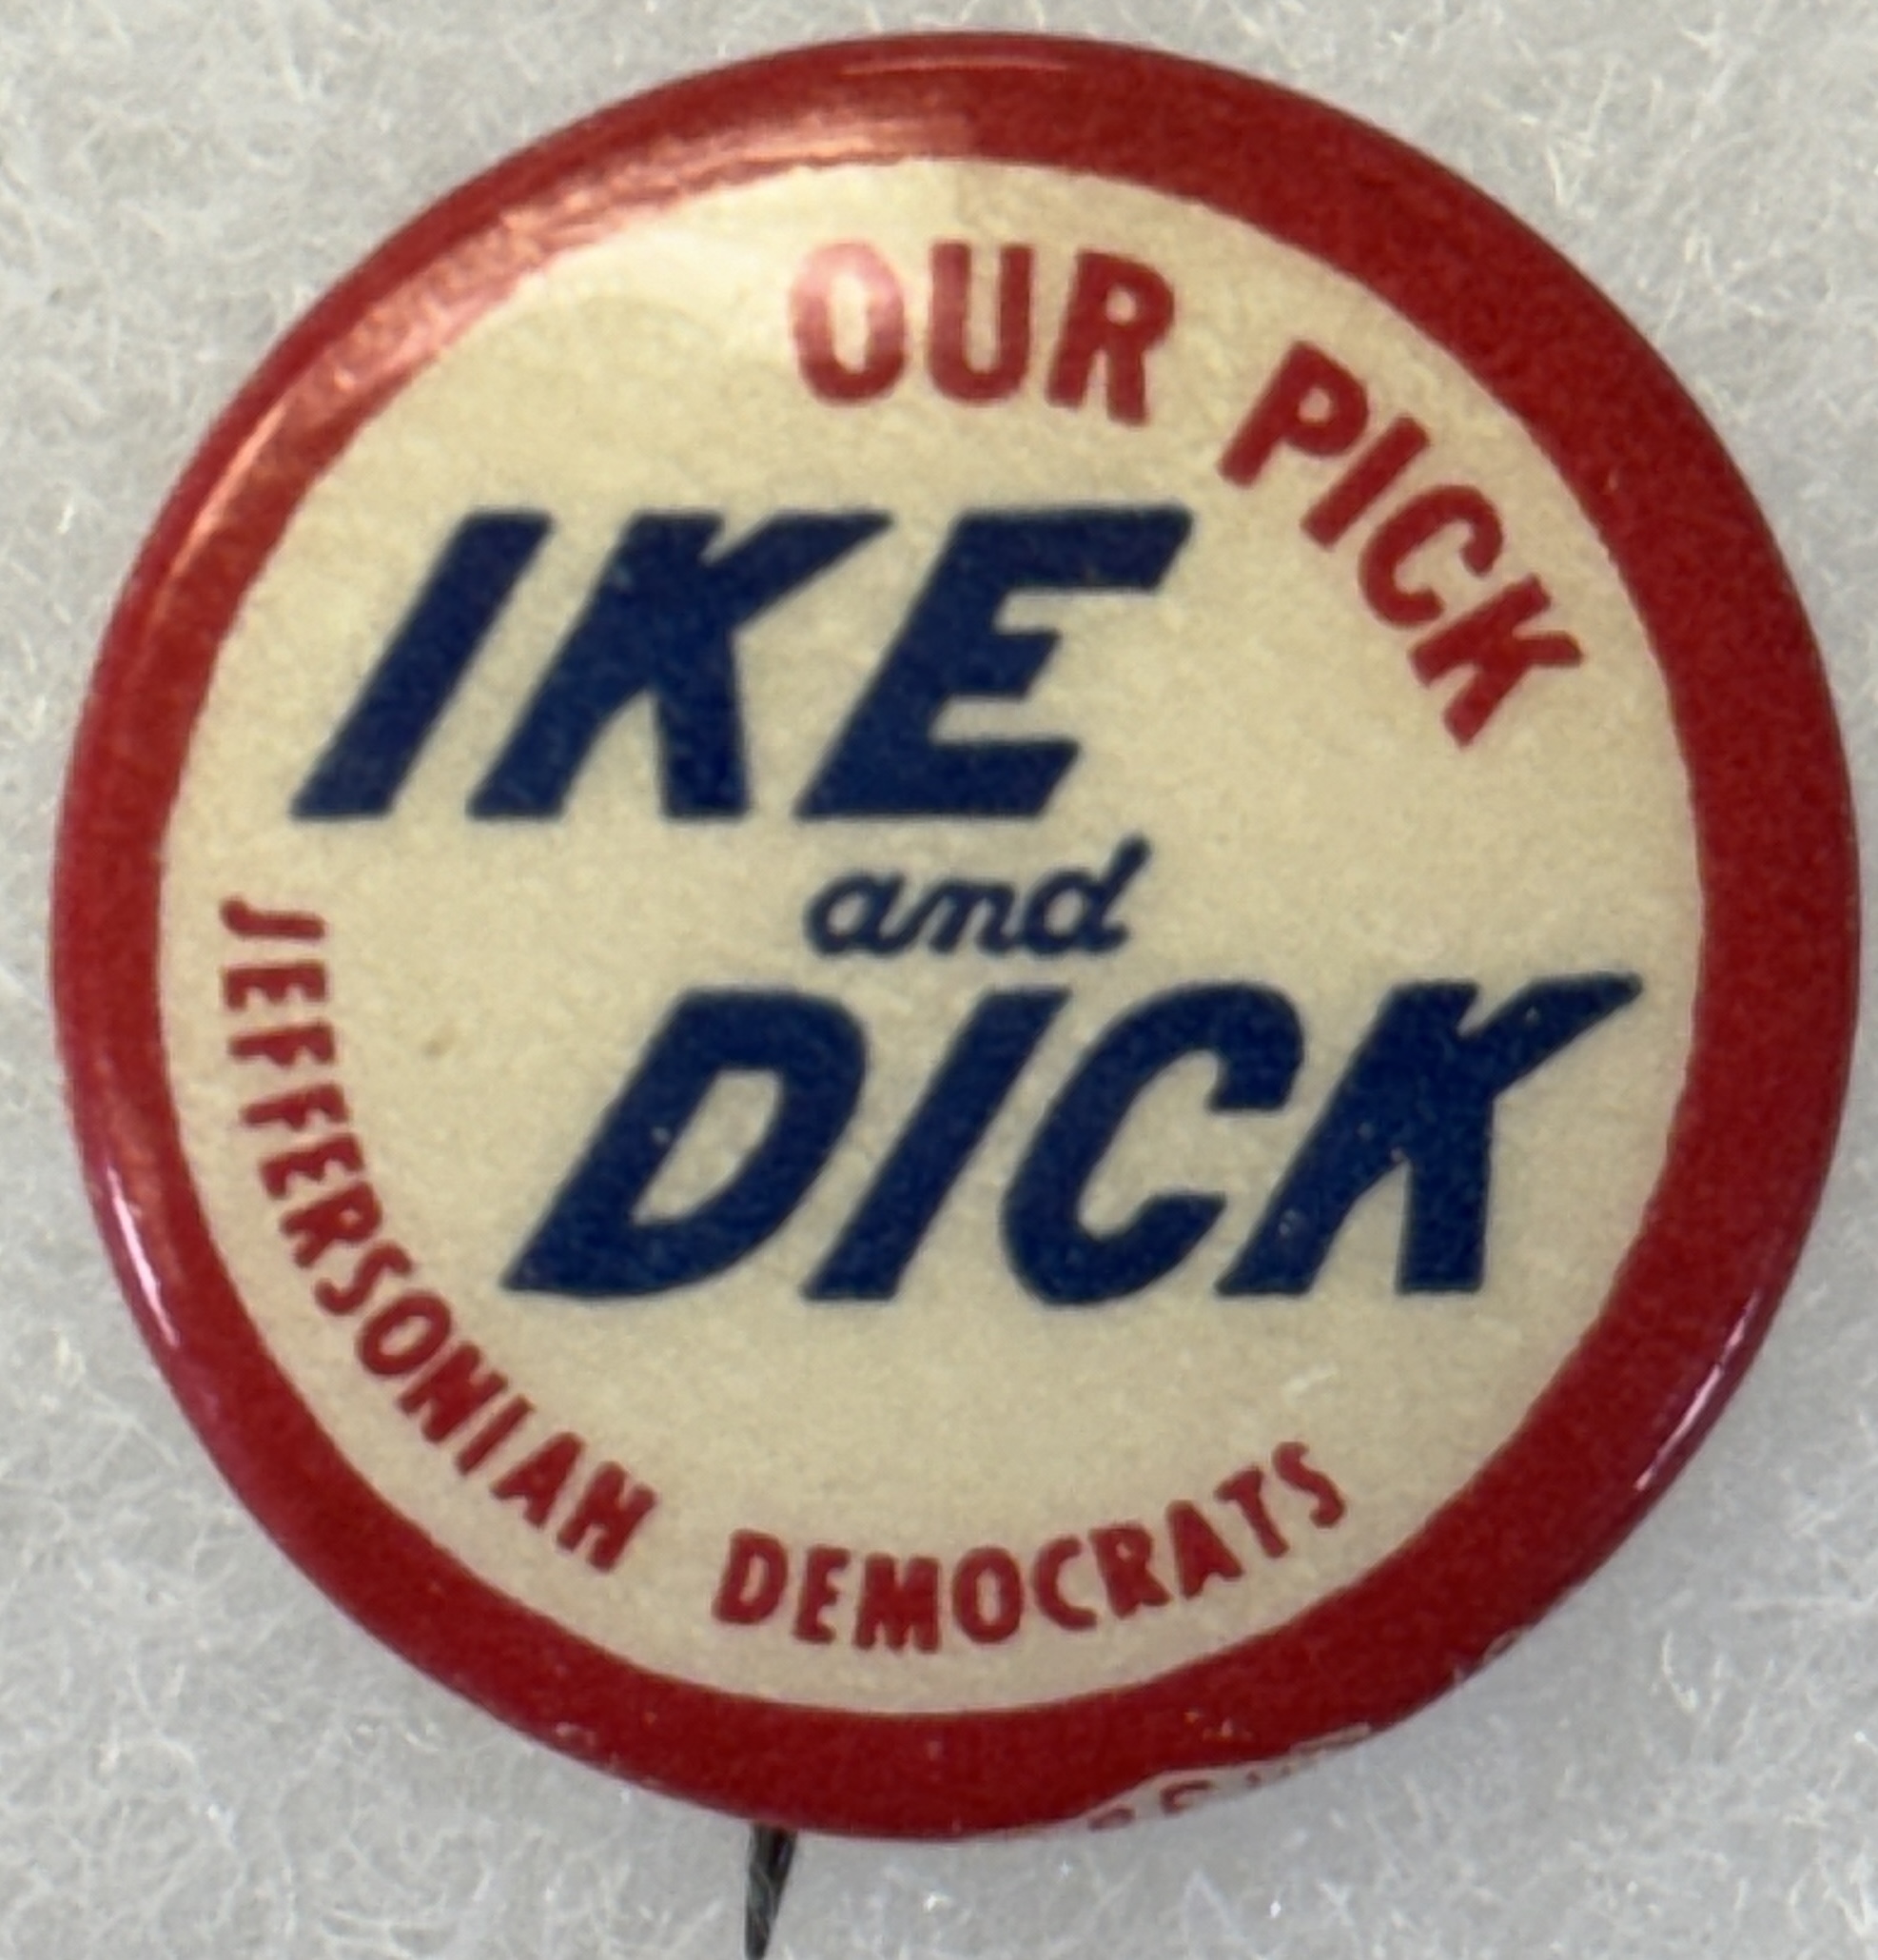 OUR PICK
IKE
and
DICK
JEFFERSONIAN DEMOCRATS